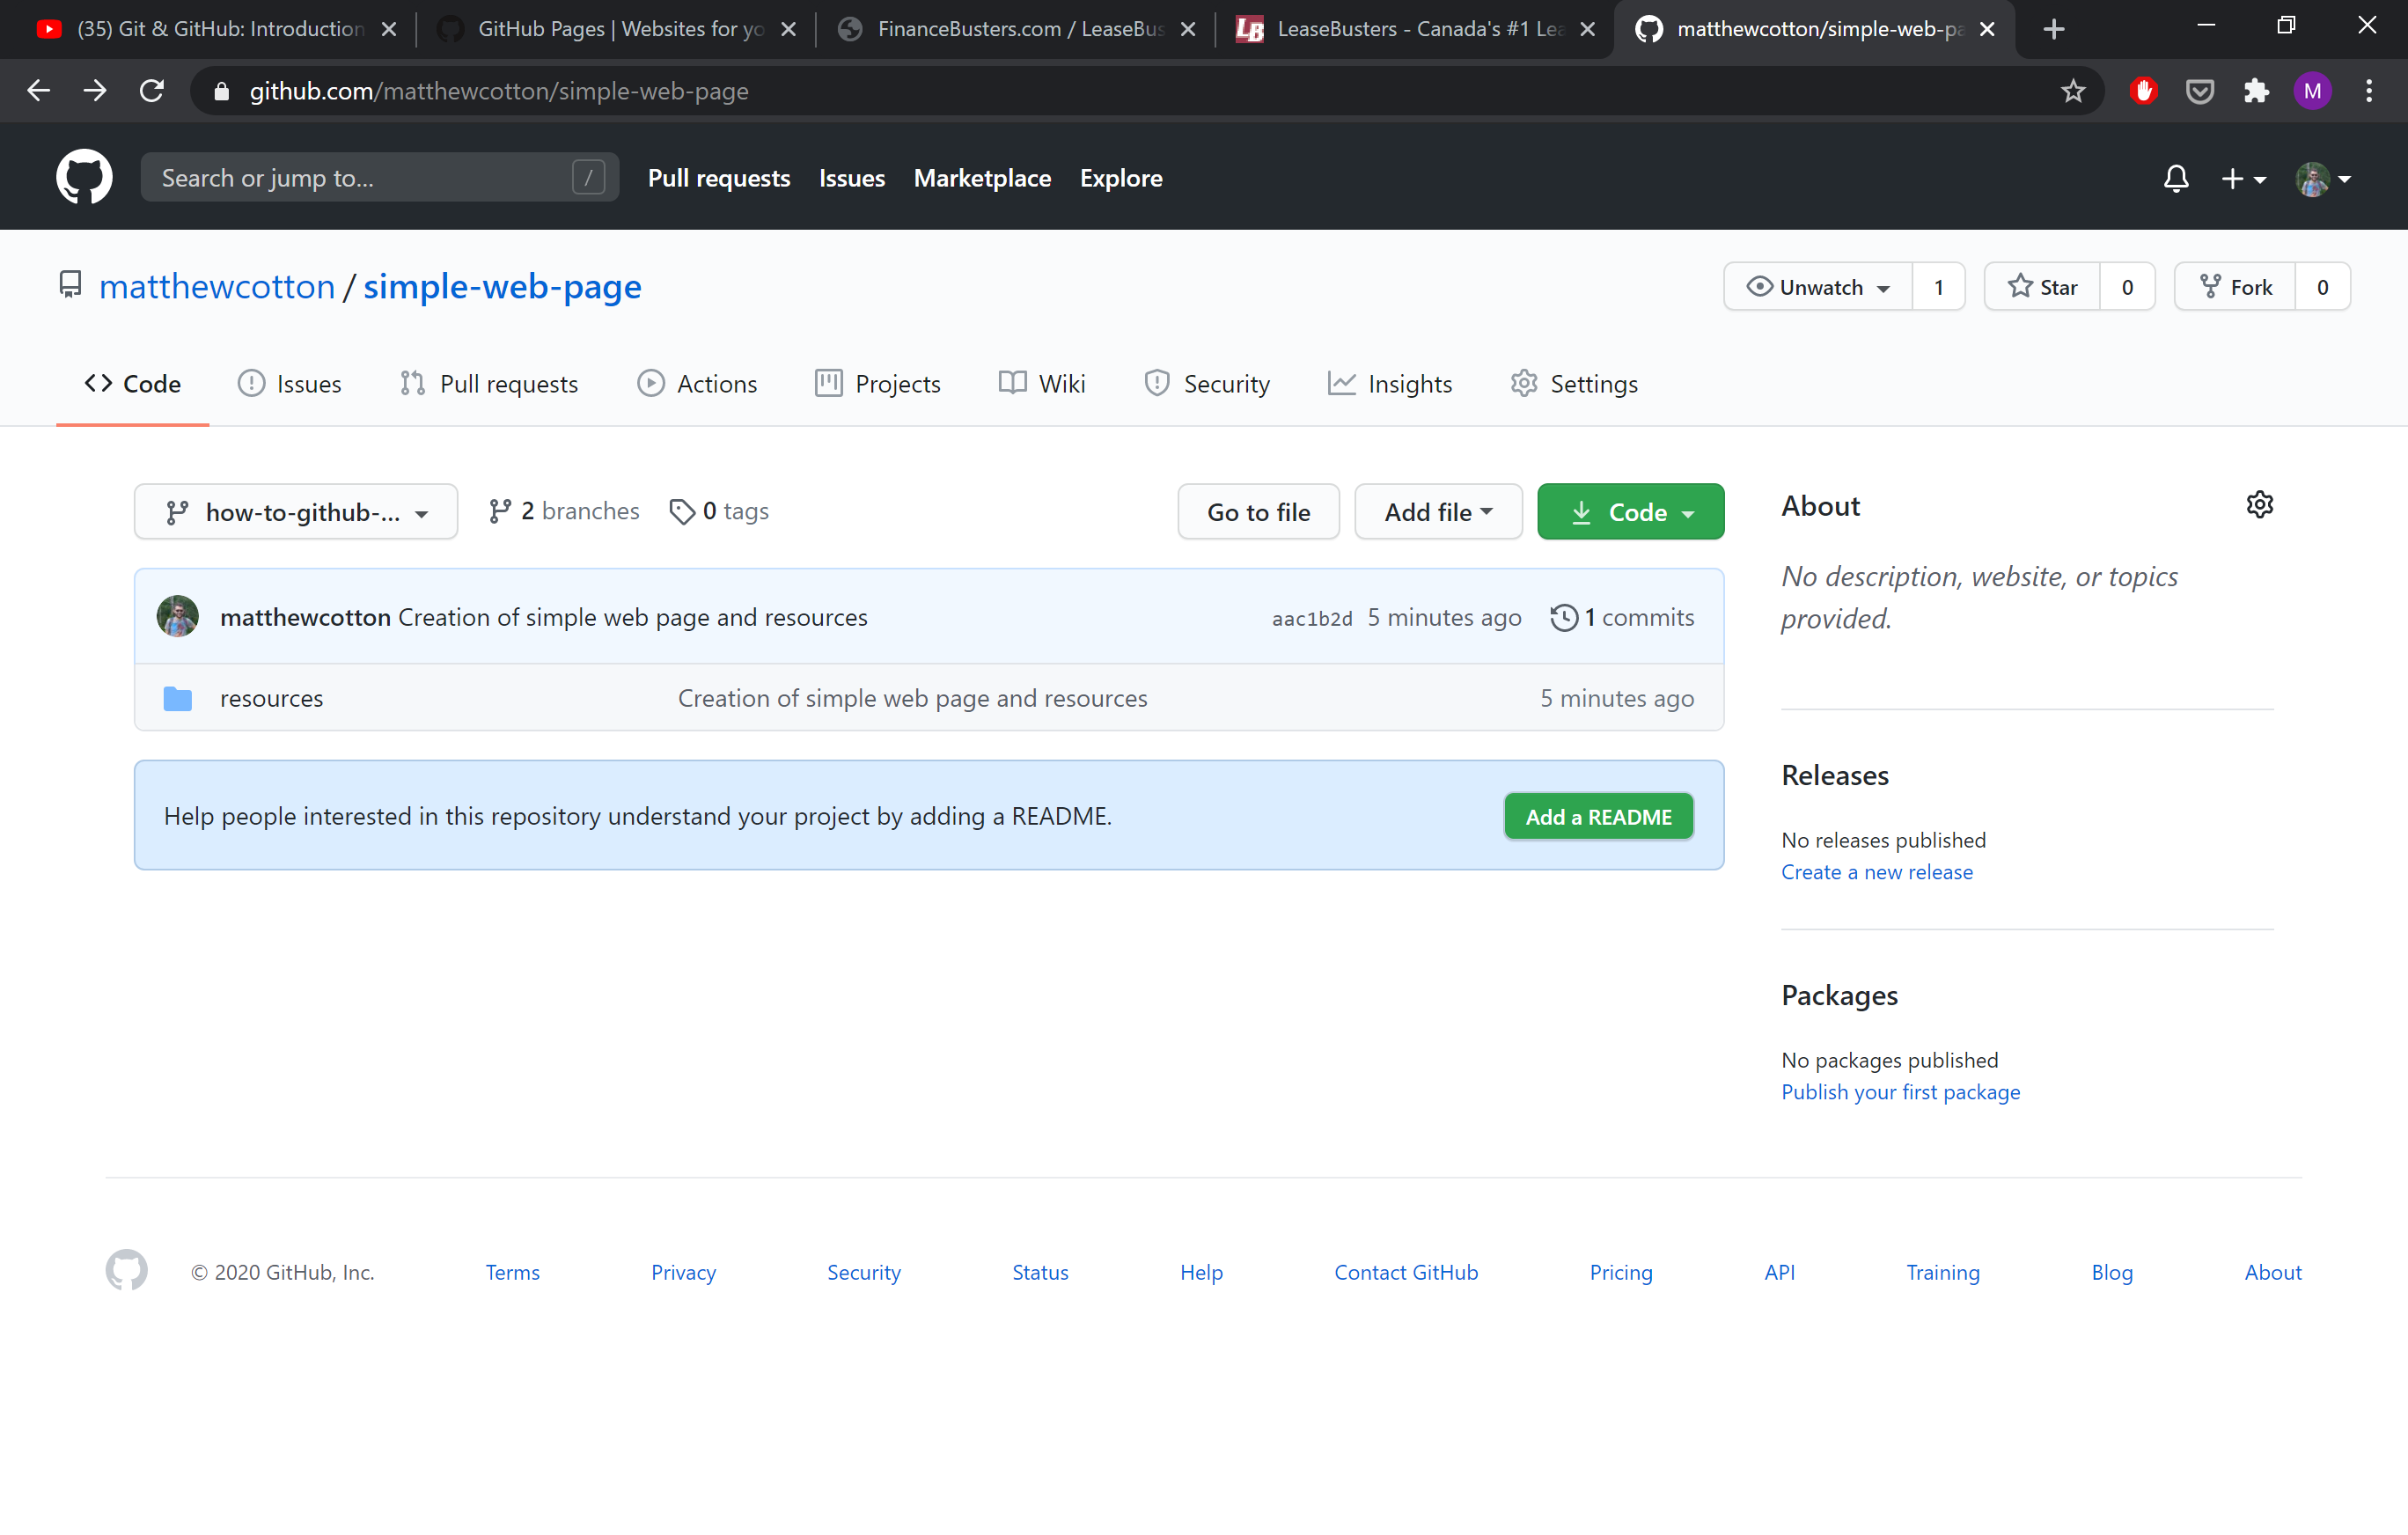 (35) Git & GitHub: Introduction
GitHub Pages | Websites for yo
FinanceBusters.com / LeaseBus
LB LeaseBusters - Canada's #1 Lea
matthewcotton/simple-web-pa
github.com/matthewcotton/simple-web-page
M
Search or jump to... /
Pull requests Issues Marketplace Explore
matthewcotton / simple-web-page
Unwatch 1 Star 0 Fork 0
Code Issues Pull requests Actions Projects Wiki Security Insights Settings
how-to-github-... 2 branches 0 tags Go to file Add file Code
matthewcotton Creation of simple web page and resources aac1b2d 5 minutes ago 1 commits
resources Creation of simple web page and resources 5 minutes ago
Help people interested in this repository understand your project by adding a README. Add a README
About
No description, website, or topics
provided.
Releases
No releases published
Create a new release
Packages
No packages published
Publish your first package
© 2020 GitHub, Inc. Terms Privacy Security Status Help Contact GitHub Pricing API Training Blog About